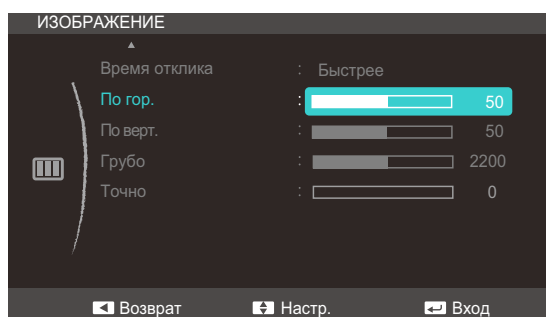 ИЗОБРАЖЕНИЕ
Время отклика : Быстрее
По гор. : 50
По верт. : 50
Грубо : 2200
Точно : 0
Возврат Настр. Вход